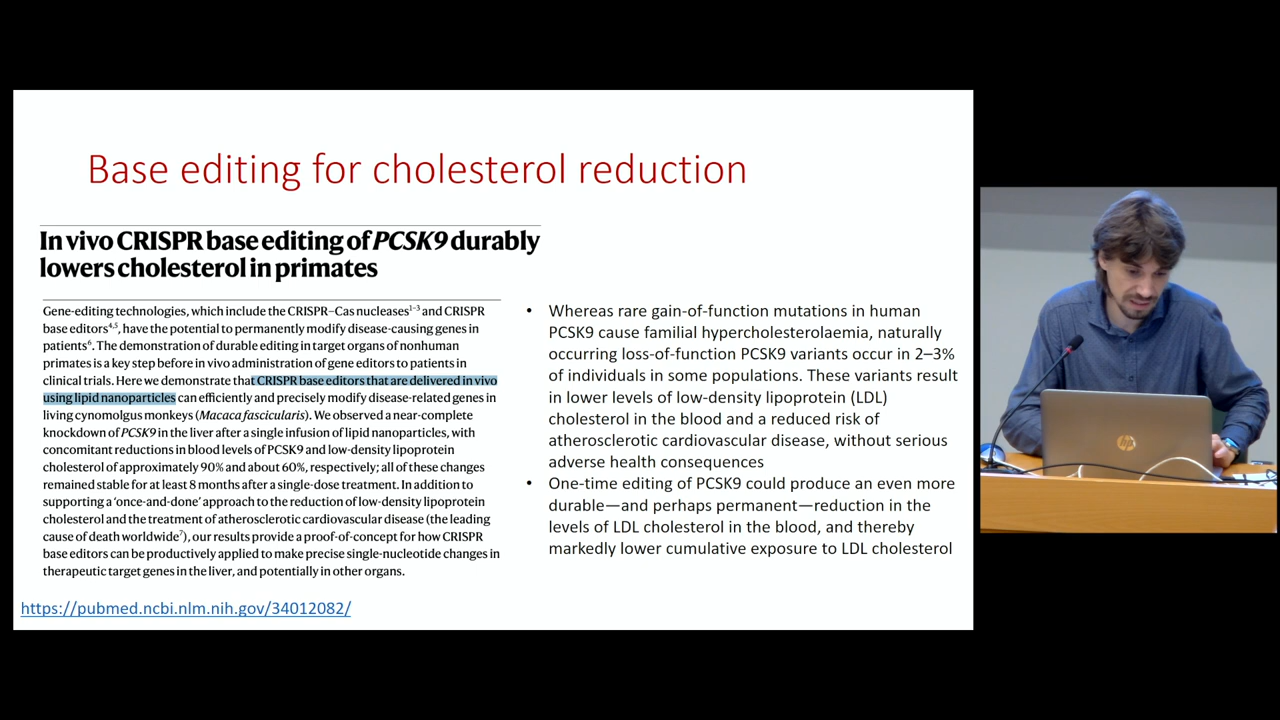 Base editing for cholesterol reduction
In vivo CRISPR base editing of PCSK9 durably
lowers cholesterol in primates
Gene-editing technologies, which include the CRISPR–Cas nucleases1–3 and CRISPR
base editors4,5, have the potential to permanently modify disease-causing genes in
patients6. The demonstration of durable editing in target organs of nonhuman
primates is a key step before in vivo administration of gene editors to patients in
clinical trials. Here we demonstrate that CRISPR base editors that are delivered in vivo
using lipid nanoparticles can efficiently and precisely modify disease-related genes in
living cynomolgus monkeys (Macaca fascicularis). We observed a near-complete
knockdown of PCSK9 in the liver after a single infusion of lipid nanoparticles, with
concomitant reductions in blood levels of PCSK9 and low-density lipoprotein
cholesterol of approximately 90% and about 60%, respectively; all of these changes
remained stable for at least 8 months after a single-dose treatment. In addition to
supporting a 'once-and-done' approach to the reduction of low-density lipoprotein
cholesterol and the treatment of atherosclerotic cardiovascular disease (the leading
cause of death worldwide7), our results provide a proof-of-concept for how CRISPR
base editors can be productively applied to make precise single-nucleotide changes in
therapeutic target genes in the liver, and potentially in other organs.
• Whereas rare gain-of-function mutations in human
PCSK9 cause familial hypercholesterolaemia, naturally
occurring loss-of-function PCSK9 variants occur in 2–3%
of individuals in some populations. These variants result
in lower levels of low-density lipoprotein (LDL)
cholesterol in the blood and a reduced risk of
atherosclerotic cardiovascular disease, without serious
adverse health consequences
• One-time editing of PCSK9 could produce an even more
durable—and perhaps permanent—reduction in the
levels of LDL cholesterol in the blood, and thereby
markedly lower cumulative exposure to LDL cholesterol
https://pubmed.ncbi.nlm.nih.gov/34012082/
hp